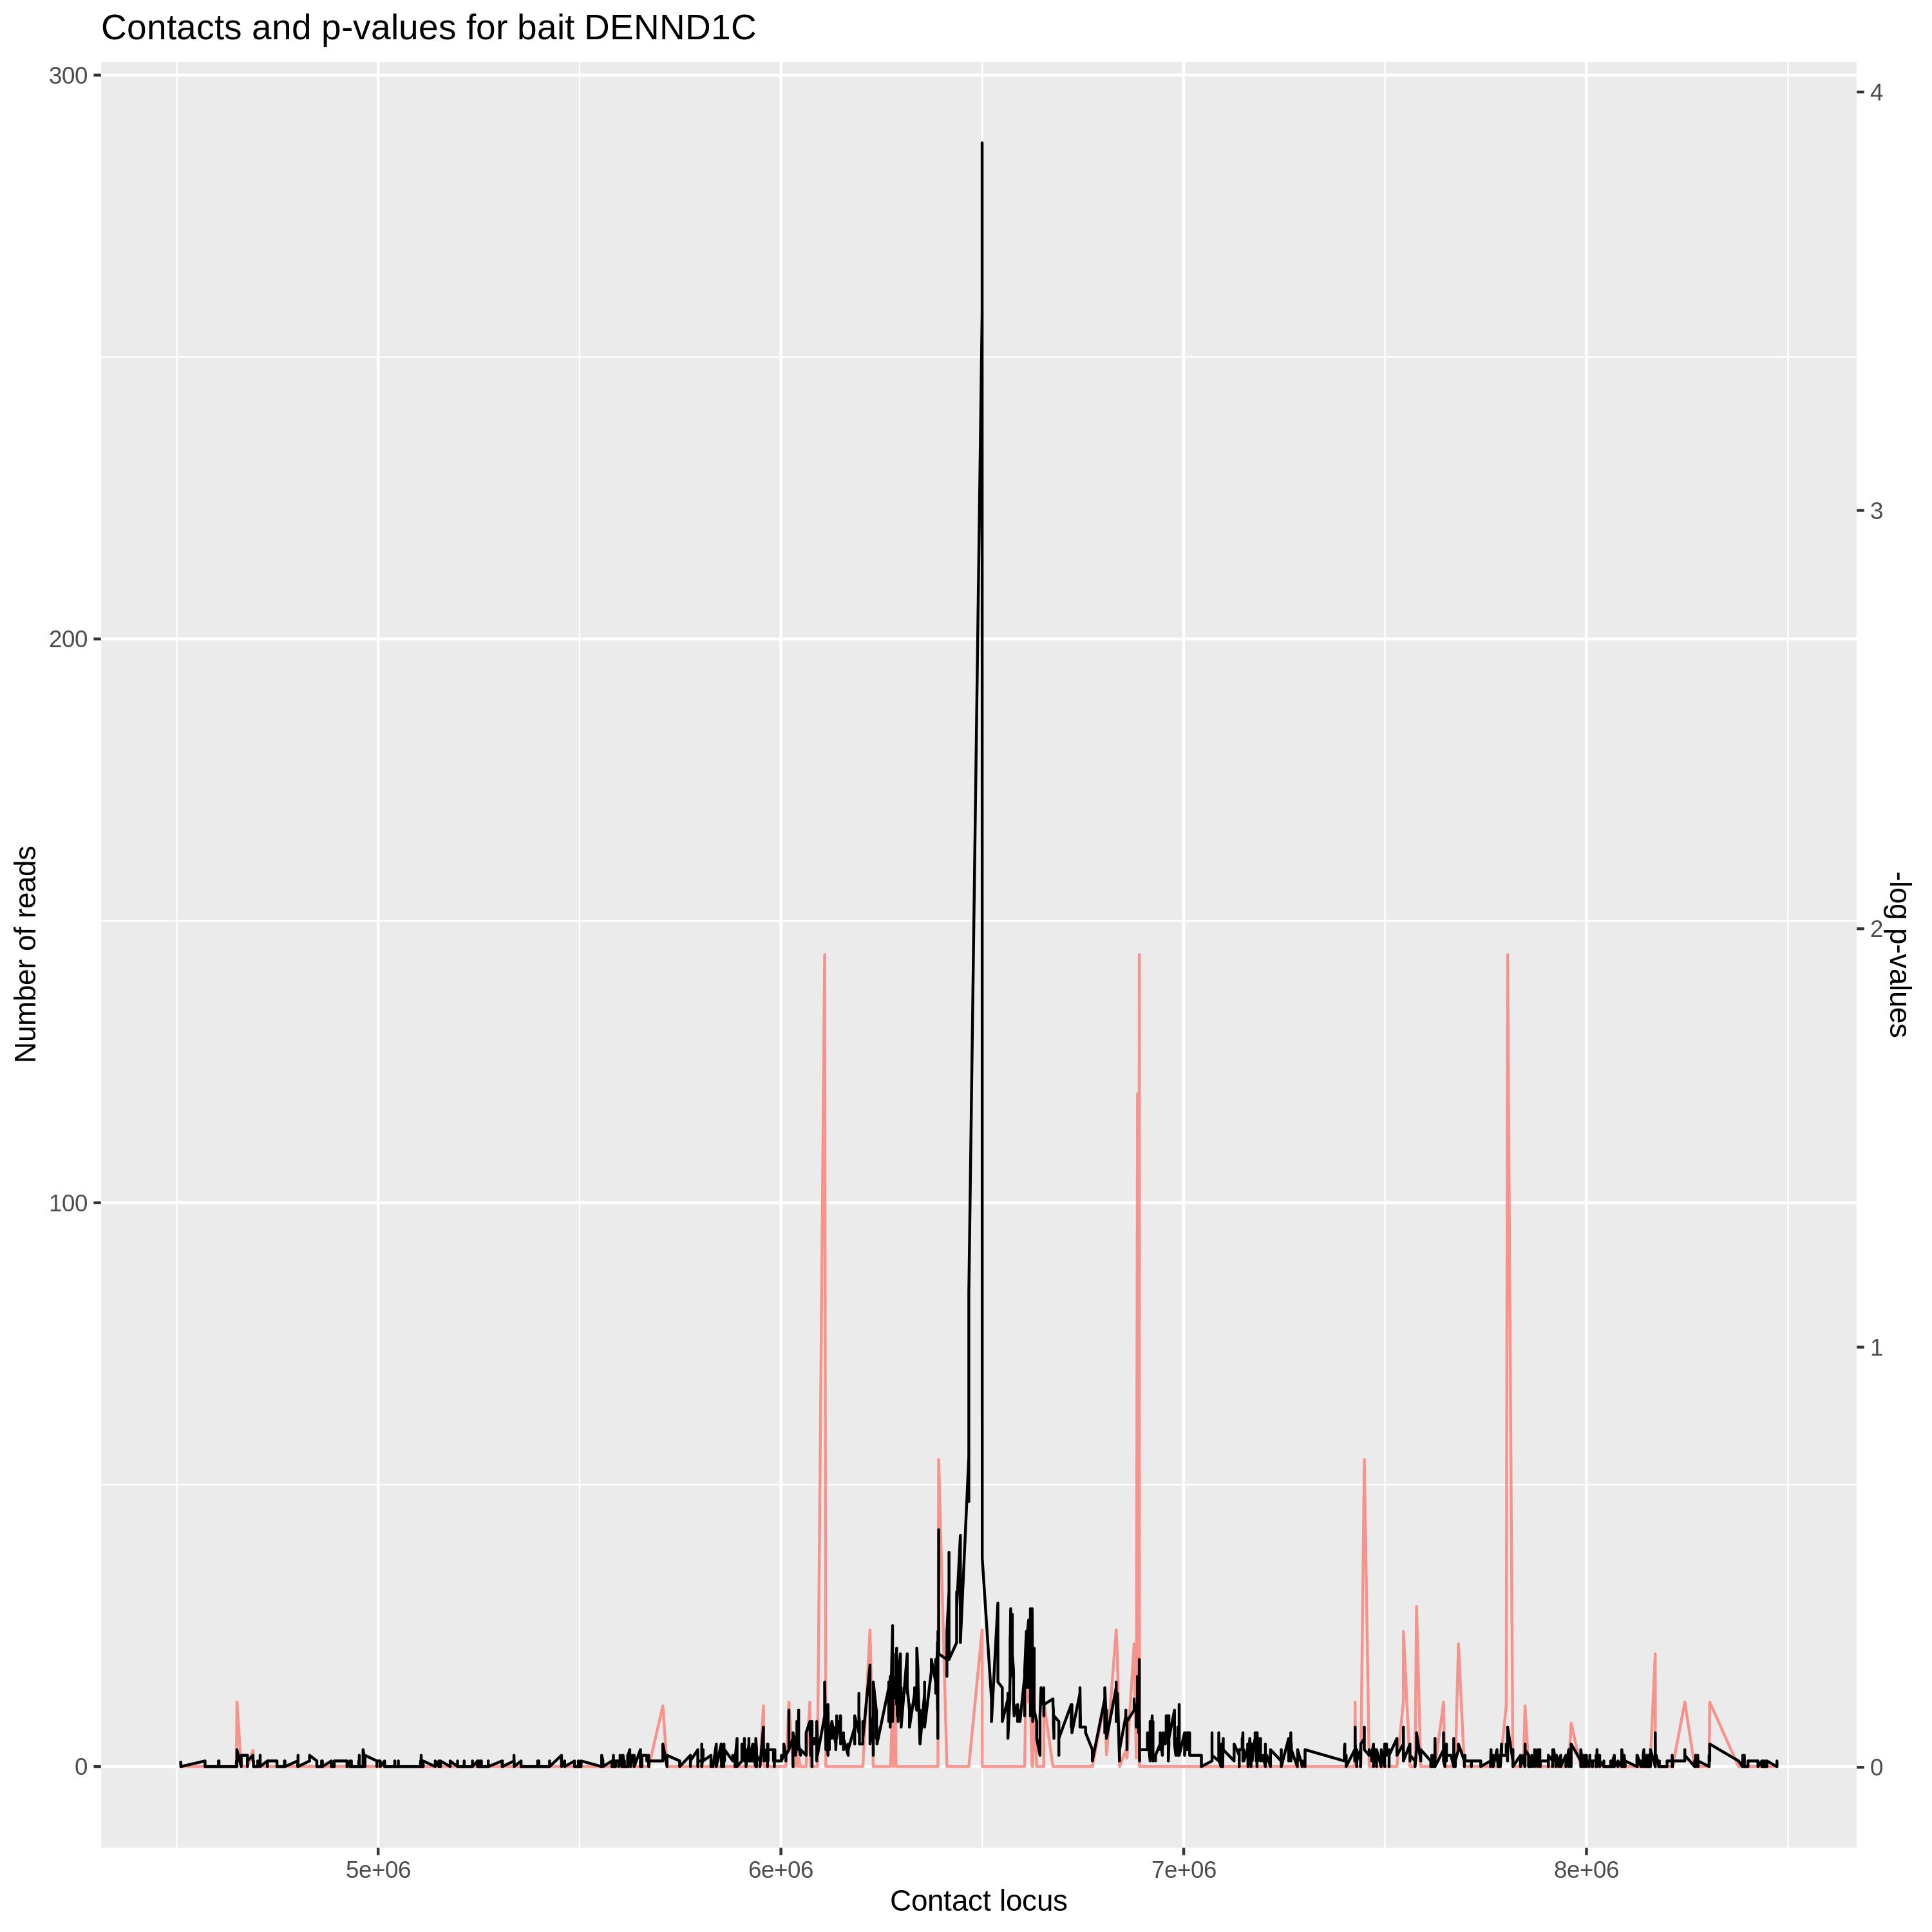 Contacts and p-values for bait DENND1C
300
200
100
0
Number of reads
4
3
2
1
0
-log p-values
5e+06
6e+06
7e+06
8e+06
Contact locus